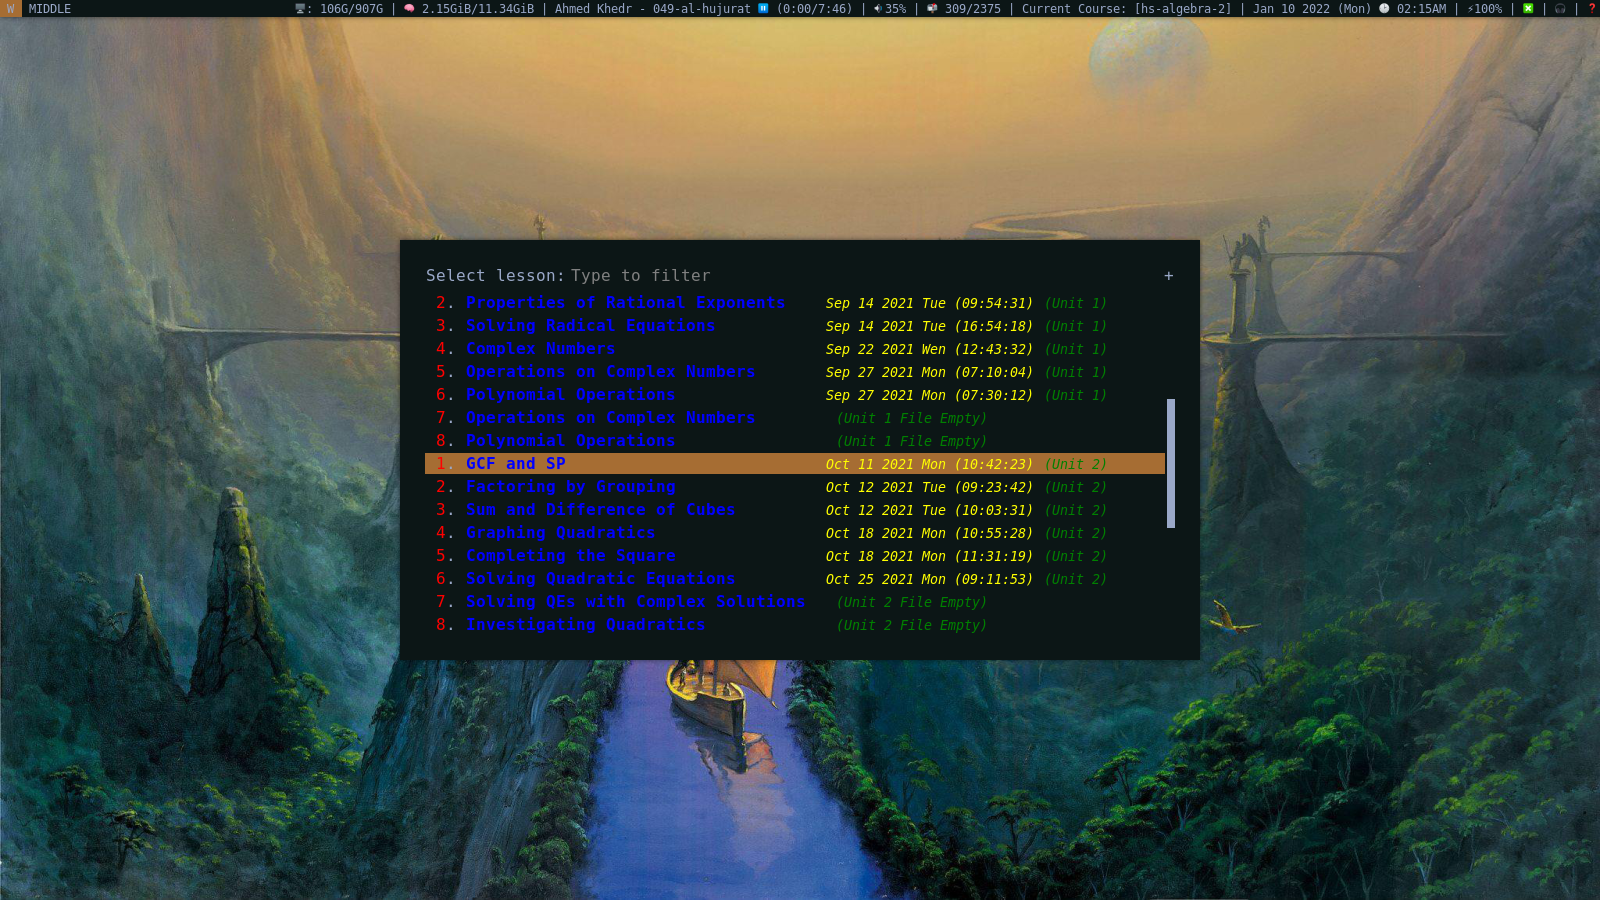 W MIDDLE 🖥: 106G/907G | 🧠 2.15GiB/11.34GiB | Ahmed Khedr - 049-al-hujurat ⏸ (0:00/7:46) | 🔊35% | 📬 309/2375 | Current Course: [hs-algebra-2] | Jan 10 2022 (Mon) 🕑 02:15AM | ⚡100% | ❎ | 🎧 | ❓
Select lesson: Type to filter +
2. Properties of Rational Exponents Sep 14 2021 Tue (09:54:31) (Unit 1)
3. Solving Radical Equations Sep 14 2021 Tue (16:54:18) (Unit 1)
4. Complex Numbers Sep 22 2021 Wen (12:43:32) (Unit 1)
5. Operations on Complex Numbers Sep 27 2021 Mon (07:10:04) (Unit 1)
6. Polynomial Operations Sep 27 2021 Mon (07:30:12) (Unit 1)
7. Operations on Complex Numbers (Unit 1 File Empty)
8. Polynomial Operations (Unit 1 File Empty)
1. GCF and SP Oct 11 2021 Mon (10:42:23) (Unit 2)
2. Factoring by Grouping Oct 12 2021 Tue (09:23:42) (Unit 2)
3. Sum and Difference of Cubes Oct 12 2021 Tue (10:03:31) (Unit 2)
4. Graphing Quadratics Oct 18 2021 Mon (10:55:28) (Unit 2)
5. Completing the Square Oct 18 2021 Mon (11:31:19) (Unit 2)
6. Solving Quadratic Equations Oct 25 2021 Mon (09:11:53) (Unit 2)
7. Solving QEs with Complex Solutions (Unit 2 File Empty)
8. Investigating Quadratics (Unit 2 File Empty)